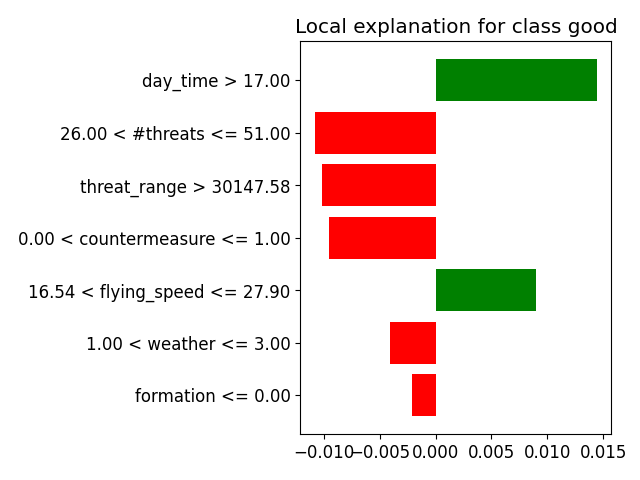 Local explanation for class good
day_time > 17.00
26.00 < #threats <= 51.00
threat_range > 30147.58
0.00 < countermeasure <= 1.00
16.54 < flying_speed <= 27.90
1.00 < weather <= 3.00
formation <= 0.00
−0.010−0.005 0.000 0.005 0.010 0.015